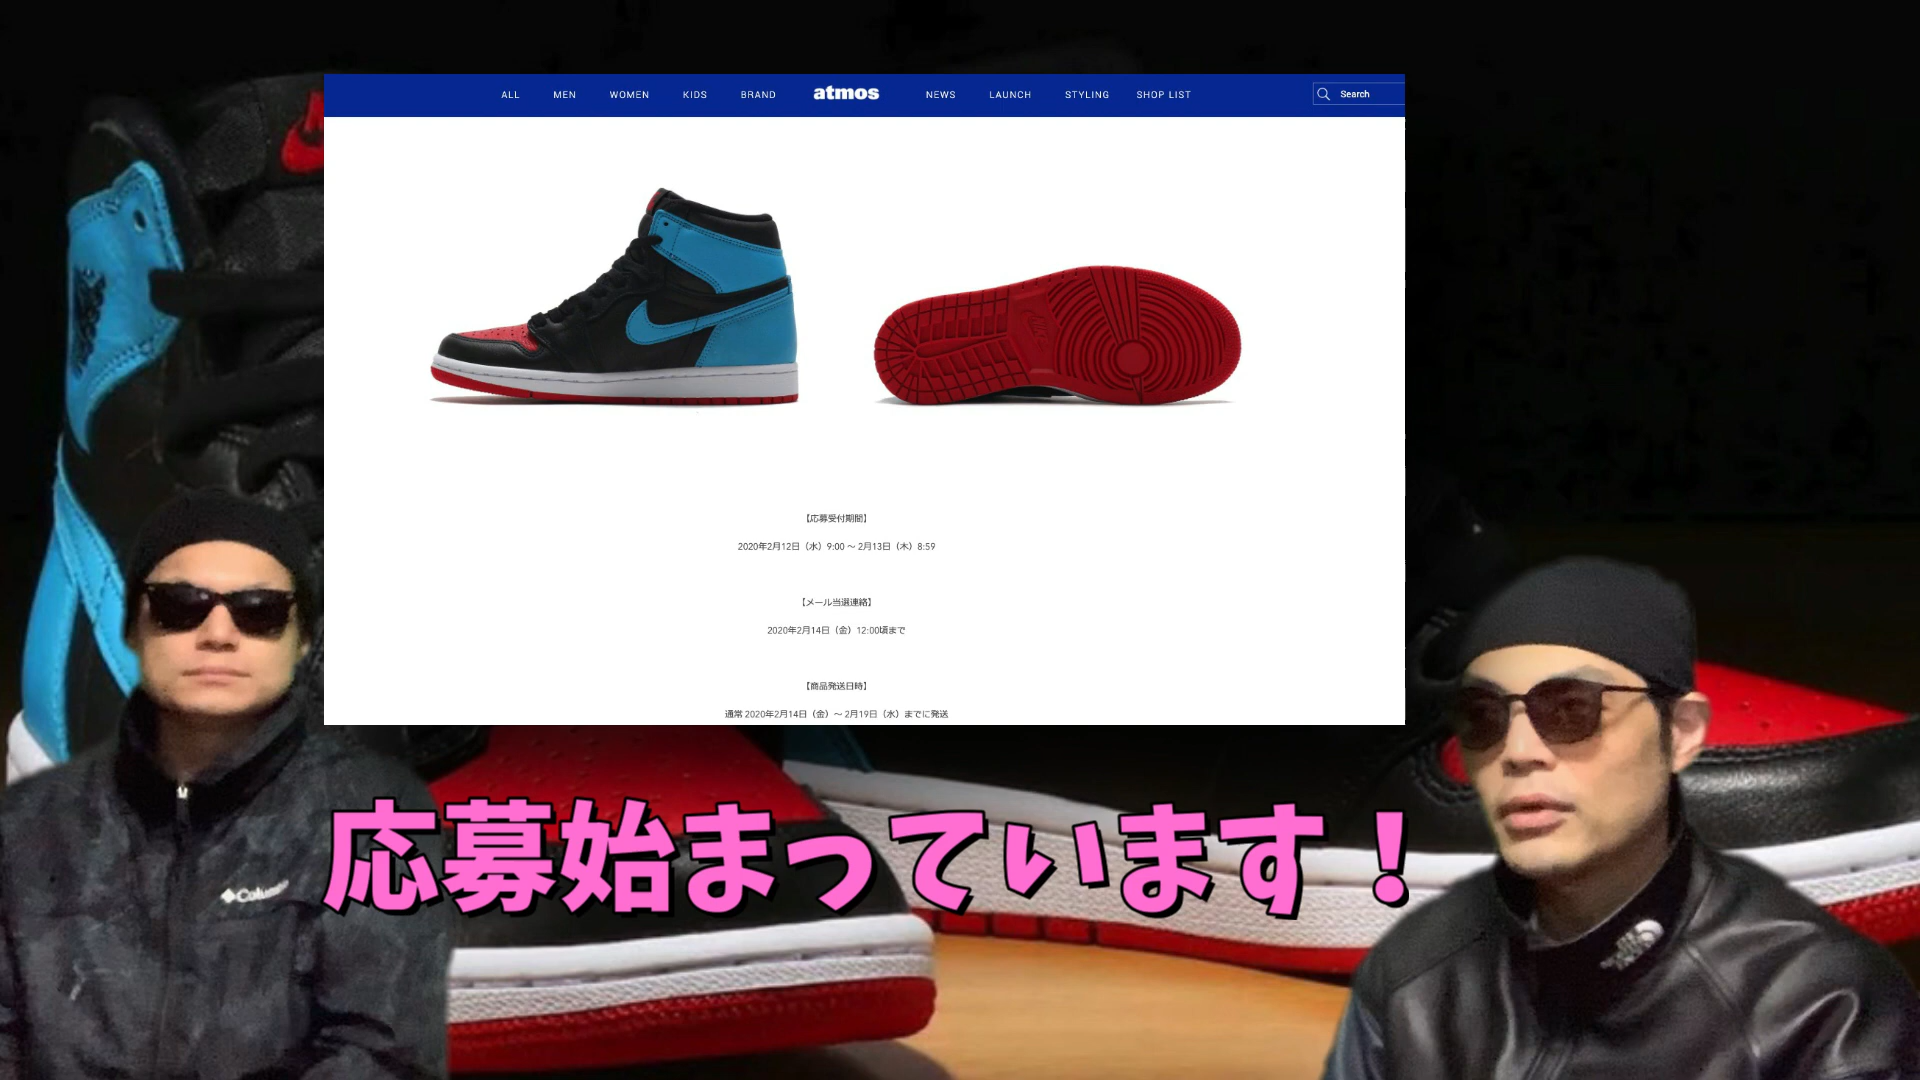 ALL MEN WOMEN KIDS BRAND atmos NEWS LAUNCH STYLING SHOP LIST Search
【応募受付期間】
2020年2月12日（水）9:00 〜 2月13日（木）8:59
【メール当選連絡】
2020年2月14日（金）12:00頃まで
【商品発送日時】
通常 2020年2月14日（金）〜 2月19日（水）までに発送
応募始まっています！
Columbia